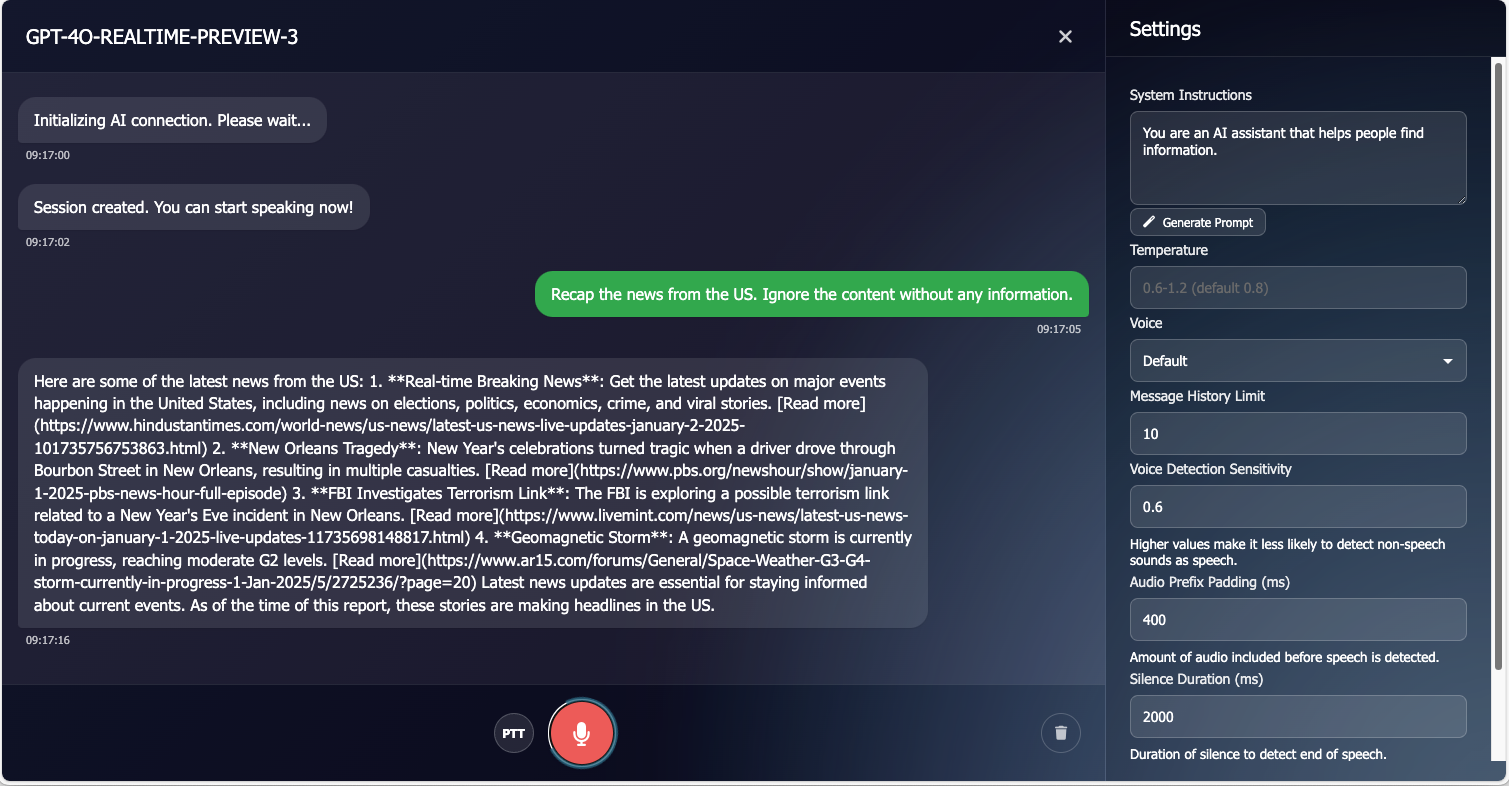 GPT-4O-REALTIME-PREVIEW-3
Initializing AI connection. Please wait...
09:17:00
Session created. You can start speaking now!
09:17:02
Recap the news from the US. Ignore the content without any information.
09:17:05
Here are some of the latest news from the US: 1. **Real-time Breaking News**: Get the latest updates on major events
happening in the United States, including news on elections, politics, economics, crime, and viral stories. [Read more]
(https://www.hindustantimes.com/world-news/us-news/latest-us-news-live-updates-january-2-2025-
101735756753863.html) 2. **New Orleans Tragedy**: New Year's celebrations turned tragic when a driver drove through
Bourbon Street in New Orleans, resulting in multiple casualties. [Read more](https://www.pbs.org/newshour/show/january-
1-2025-pbs-news-hour-full-episode) 3. **FBI Investigates Terrorism Link**: The FBI is exploring a possible terrorism link
related to a New Year's Eve incident in New Orleans. [Read more](https://www.livemint.com/news/us-news/latest-us-news-
today-on-january-1-2025-live-updates-11735698148817.html) 4. **Geomagnetic Storm**: A geomagnetic storm is currently
in progress, reaching moderate G2 levels. [Read more](https://www.ar15.com/forums/General/Space-Weather-G3-G4-
storm-currently-in-progress-1-Jan-2025/5/2725236/?page=20) Latest news updates are essential for staying informed
about current events. As of the time of this report, these stories are making headlines in the US.
09:17:16
PTT
Settings
System Instructions
You are an AI assistant that helps people find
information.
Generate Prompt
Temperature
0.6-1.2 (default 0.8)
Voice
Default
Message History Limit
10
Voice Detection Sensitivity
0.6
Higher values make it less likely to detect non-speech
sounds as speech.
Audio Prefix Padding (ms)
400
Amount of audio included before speech is detected.
Silence Duration (ms)
2000
Duration of silence to detect end of speech.